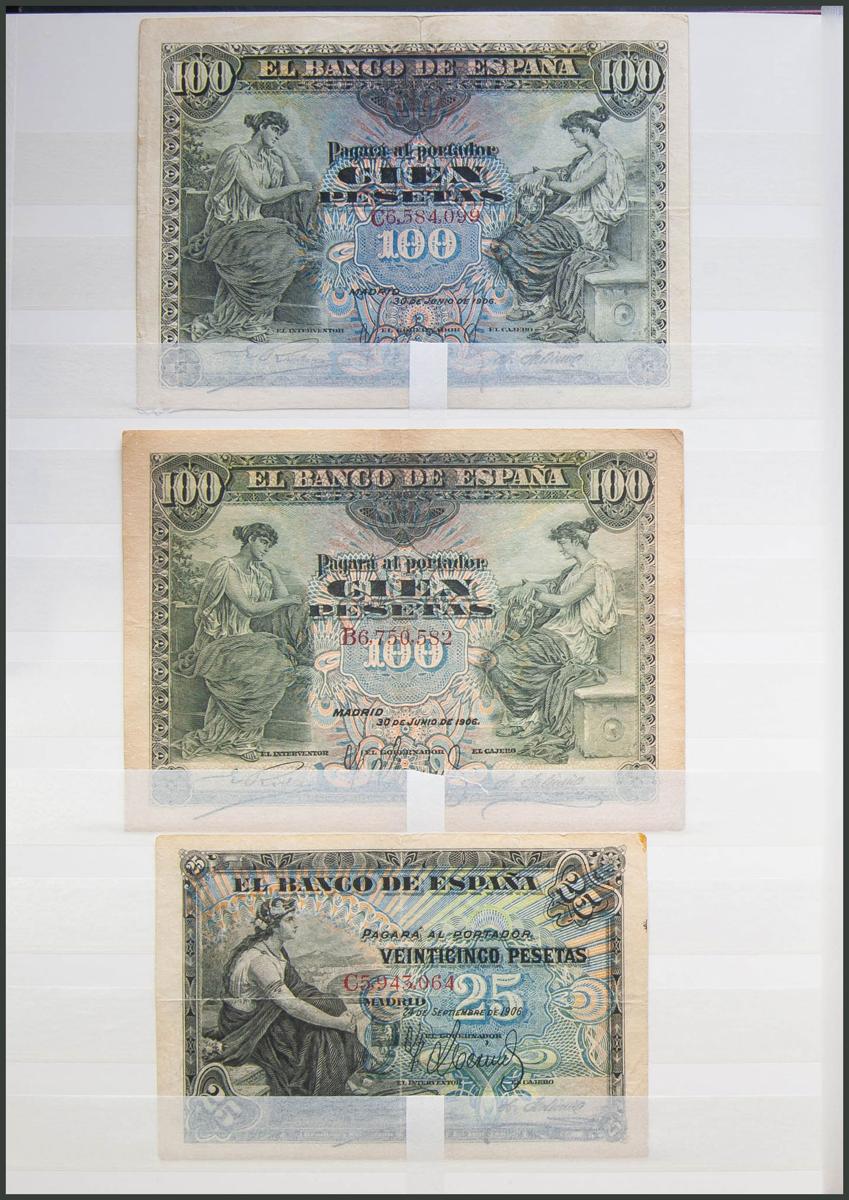 100 EL BANCO DE ESPAÑA 100
Pagará al portador
CIEN
PESETAS
C6,584,099
100
MADRID
30 DE JUNIO DE 1906.
EL INTERVENTOR EL GOBERNADOR EL CAJERO
100 EL BANCO DE ESPAÑA 100
Pagará al portador
CIEN
PESETAS
B6,750,582
100
MADRID
30 DE JUNIO DE 1906.
EL INTERVENTOR EL GOBERNADOR EL CAJERO
25
EL BANCO DE ESPAÑA 25
PAGARÁ AL PORTADOR
VEINTICINCO PESETAS
C5,943,064
25
MADRID
24 DE SEPTIEMBRE DE 1906
EL GOBERNADOR
EL INTERVENTOR EL CAJERO
25